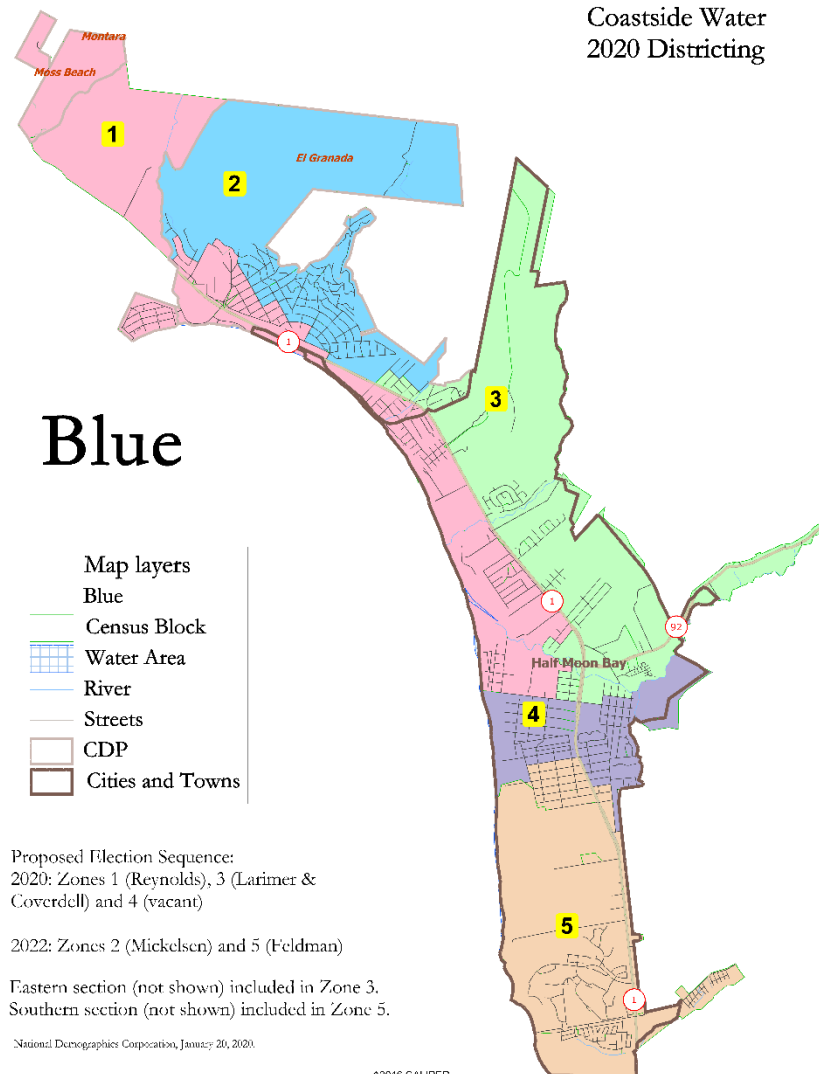 Coastside Water
2020 Districting
Montara
Moss Beach
1
El Granada
2
1
3
Blue
Map layers
Blue
Census Block
Water Area
River
Streets
CDP
Cities and Towns
1
92
Half Moon Bay
4
Proposed Election Sequence:
2020: Zones 1 (Reynolds), 3 (Larimer &
Coverdell) and 4 (vacant)
2022: Zones 2 (Mickelsen) and 5 (Feldman)
Eastern section (not shown) included in Zone 3.
Southern section (not shown) included in Zone 5.
5
1
National Demographics Corporation, January 20, 2020.